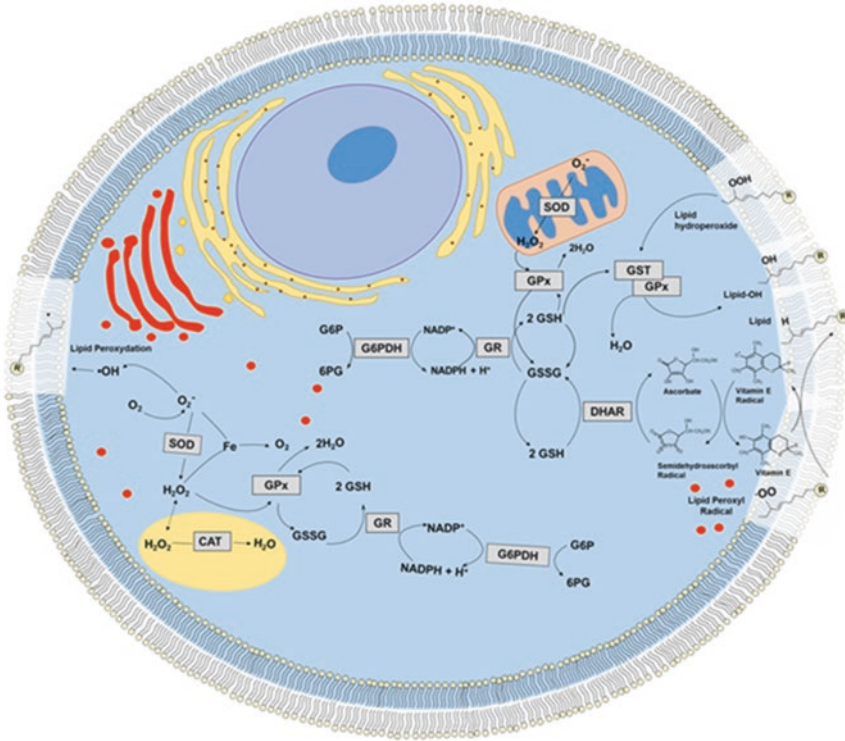 O₂⁻
SOD
H₂O₂
2H₂O
GPx
2 GSH
GSSG
2 GSH
OOH
R
Lipid
hydroperoxide
GST
GPx
H₂O
OH
R
Lipid-OH
Lipid H
R
G6P
6PG
G6PDH
NADP⁺
NADPH + H⁺
GR
DHAR
Ascorbate
Semidehydroascorbyl
Radical
Vitamin E
Radical
Vitamin E
•OO
R
Lipid Peroxyl
Radical
R
Lipid Peroxydation
•OH
O₂
O₂⁻
SOD
Fe
O₂
H₂O₂
2H₂O
GPx
2 GSH
GSSG
GR
"NADP⁺
NADPH + H⁺
G6PDH
G6P
6PG
H₂O₂
CAT
H₂O